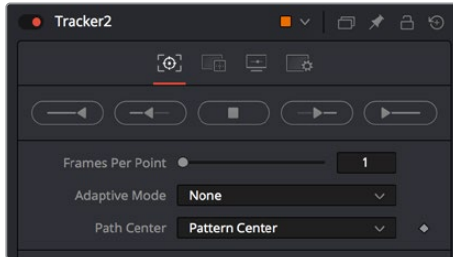 Tracker2
Frames Per Point 1
Adaptive Mode None
Path Center Pattern Center